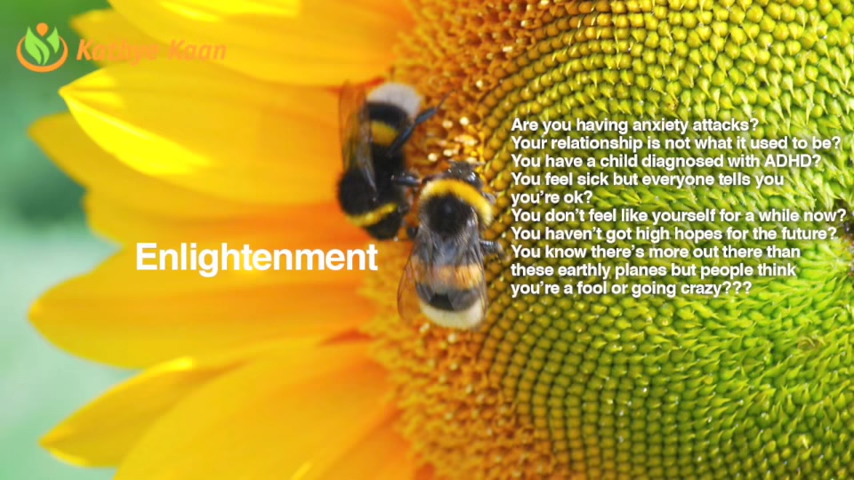 Kathye Kaan
Enlightenment
Are you having anxiety attacks?
Your relationship is not what it used to be?
You have a child diagnosed with ADHD?
You feel sick but everyone tells you
you're ok?
You don't feel like yourself for a while now?
You haven't got high hopes for the future?
You know there's more out there than
these earthly planes but people think
you're a fool or going crazy???